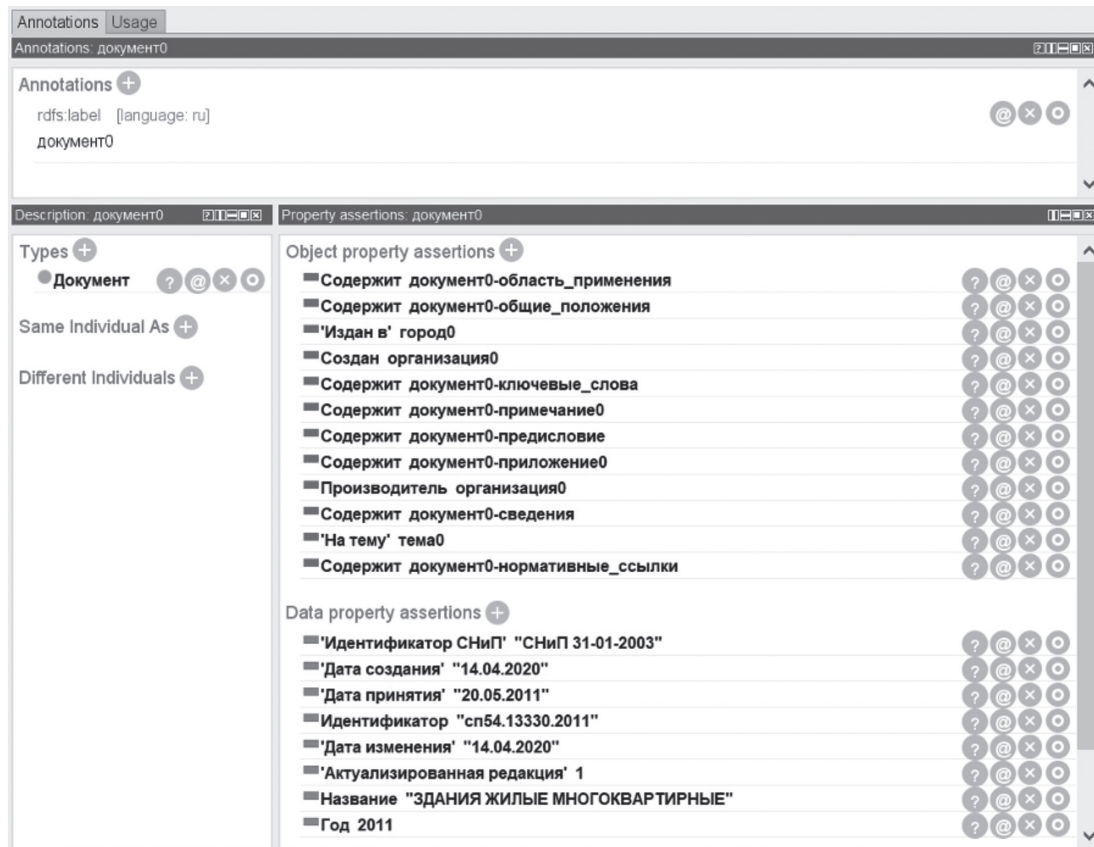 Annotations Usage
Annotations: документ0
Annotations
rdfs:label [language: ru]
документ0
Description: документ0
Types
Документ
Same Individual As
Different Individuals
Property assertions: документ0
Object property assertions
Содержит документ0-область_применения
Содержит документ0-общие_положения
'Издан в' город0
Создан организация0
Содержит документ0-ключевые_слова
Содержит документ0-примечание0
Содержит документ0-предисловие
Содержит документ0-приложение0
Производитель организация0
Содержит документ0-сведения
'На тему' тема0
Содержит документ0-нормативные_ссылки
Data property assertions
'Идентификатор СНиП' "СНиП 31-01-2003"
'Дата создания' "14.04.2020"
'Дата принятия' "20.05.2011"
Идентификатор "сп54.13330.2011"
'Дата изменения' "14.04.2020"
'Актуализированная редакция' 1
Название "ЗДАНИЯ ЖИЛЫЕ МНОГОКВАРТИРНЫЕ"
Год 2011